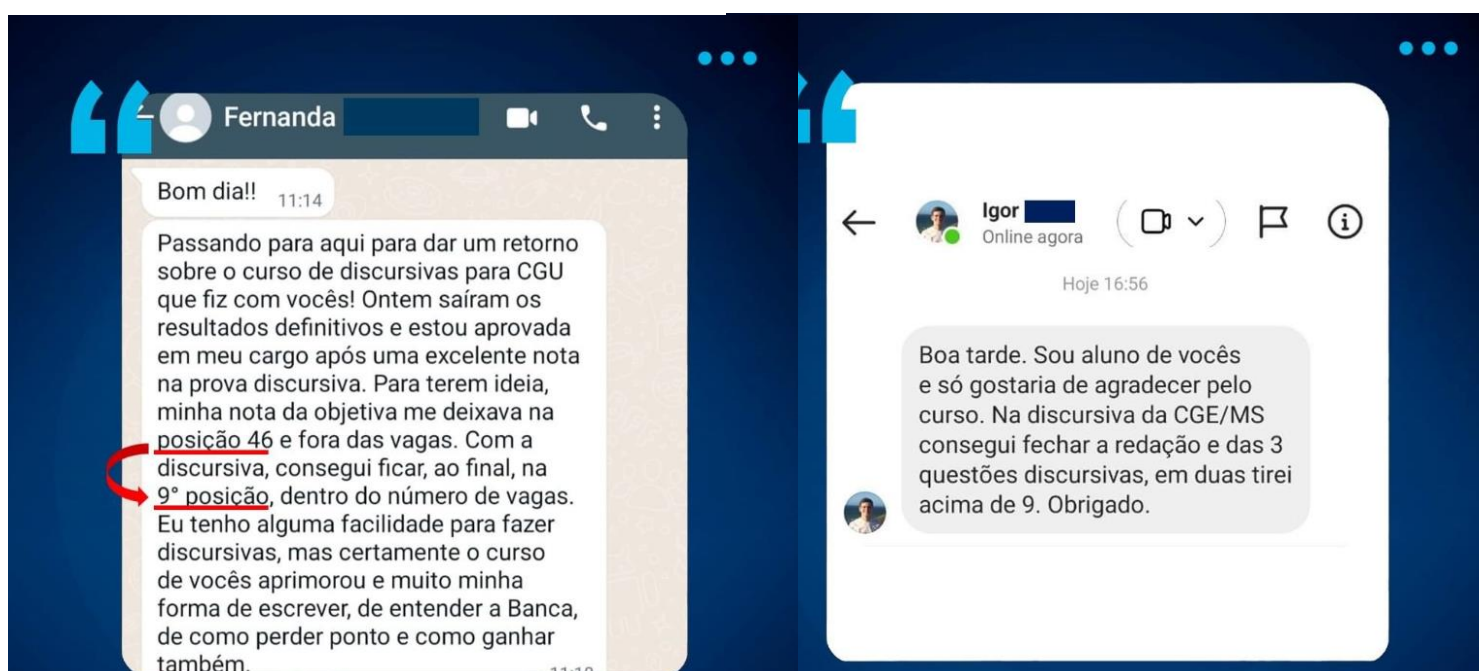 Fernanda
Bom dia!! 11:14
Passando para aqui para dar um retorno
sobre o curso de discursivas para CGU
que fiz com vocês! Ontem saíram os
resultados definitivos e estou aprovada
em meu cargo após uma excelente nota
na prova discursiva. Para terem ideia,
minha nota da objetiva me deixava na
posição 46 e fora das vagas. Com a
discursiva, consegui ficar, ao final, na
9° posição, dentro do número de vagas.
Eu tenho alguma facilidade para fazer
discursivas, mas certamente o curso
de vocês aprimorou e muito minha
forma de escrever, de entender a Banca,
de como perder ponto e como ganhar
também.
Igor
Online agora
Hoje 16:56
Boa tarde. Sou aluno de vocês
e só gostaria de agradecer pelo
curso. Na discursiva da CGE/MS
consegui fechar a redação e das 3
questões discursivas, em duas tirei
acima de 9. Obrigado.